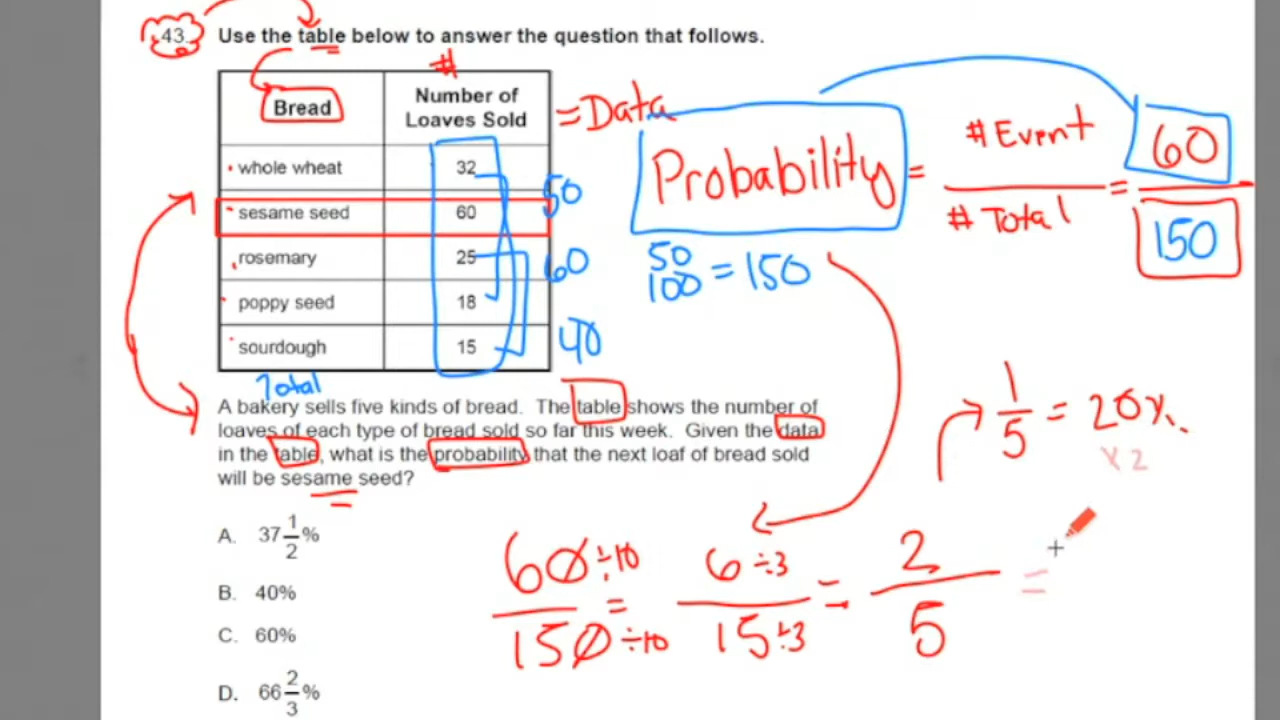 43. Use the table below to answer the question that follows.
Bread
#
Number of
Loaves Sold
= Data
whole wheat 32
sesame seed 60
rosemary 25
poppy seed 18
sourdough 15
50
60
40
Probability = # Event / # Total = 60 / 150
50
100 = 150
Total
A bakery sells five kinds of bread. The table shows the number of
loaves of each type of bread sold so far this week. Given the data
in the table, what is the probability that the next loaf of bread sold
will be sesame seed?
1/5 = 20%
x2
A. 37 1/2 %
B. 40%
C. 60%
D. 66 2/3 %
60 ÷10 / 150 ÷10 = 6 ÷3 / 15 ÷3 = 2 / 5 =